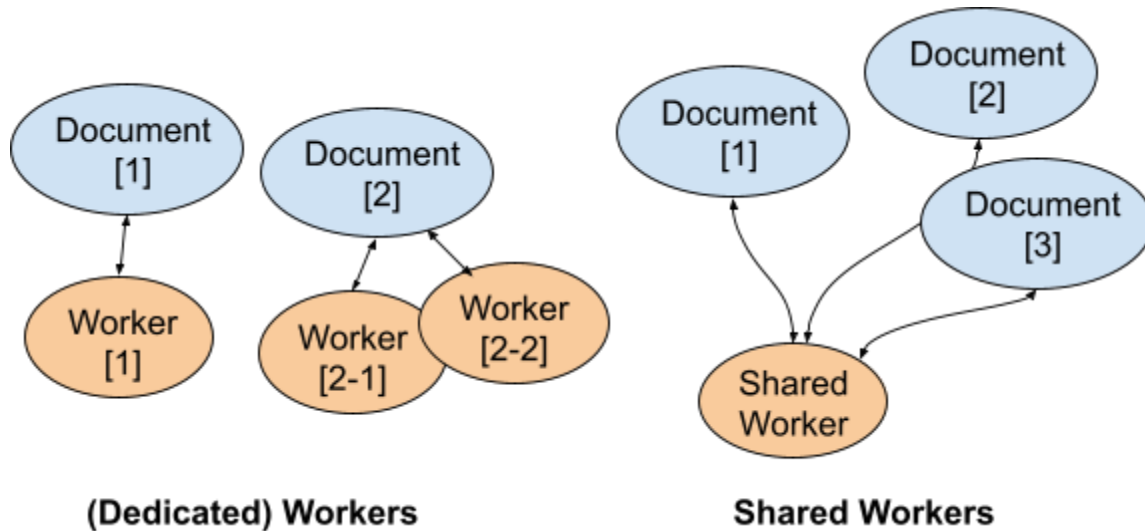 Document
[1]
Document
[2]
Worker
[1]
Worker
[2-1]
Worker
[2-2]
(Dedicated) Workers
Document
[1]
Document
[2]
Document
[3]
Shared
Worker
Shared Workers